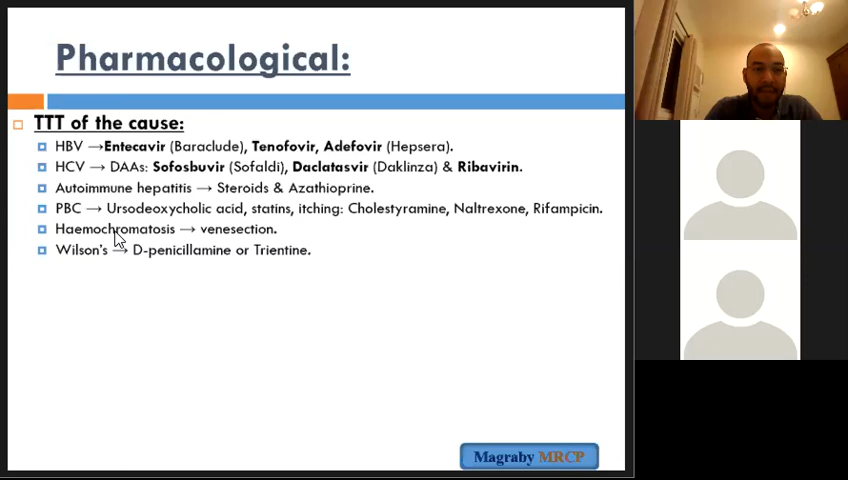 Pharmacological:
TTT of the cause:
HBV →Entecavir (Baraclude), Tenofovir, Adefovir (Hepsera).
HCV → DAAs: Sofosbuvir (Sofaldi), Daclatasvir (Daklinza) & Ribavirin.
Autoimmune hepatitis → Steroids & Azathioprine.
PBC → Ursodeoxycholic acid, statins, itching: Cholestyramine, Naltrexone, Rifampicin.
Haemochromatosis → venesection.
Wilson's → D-penicillamine or Trientine.
Magraby MRCP